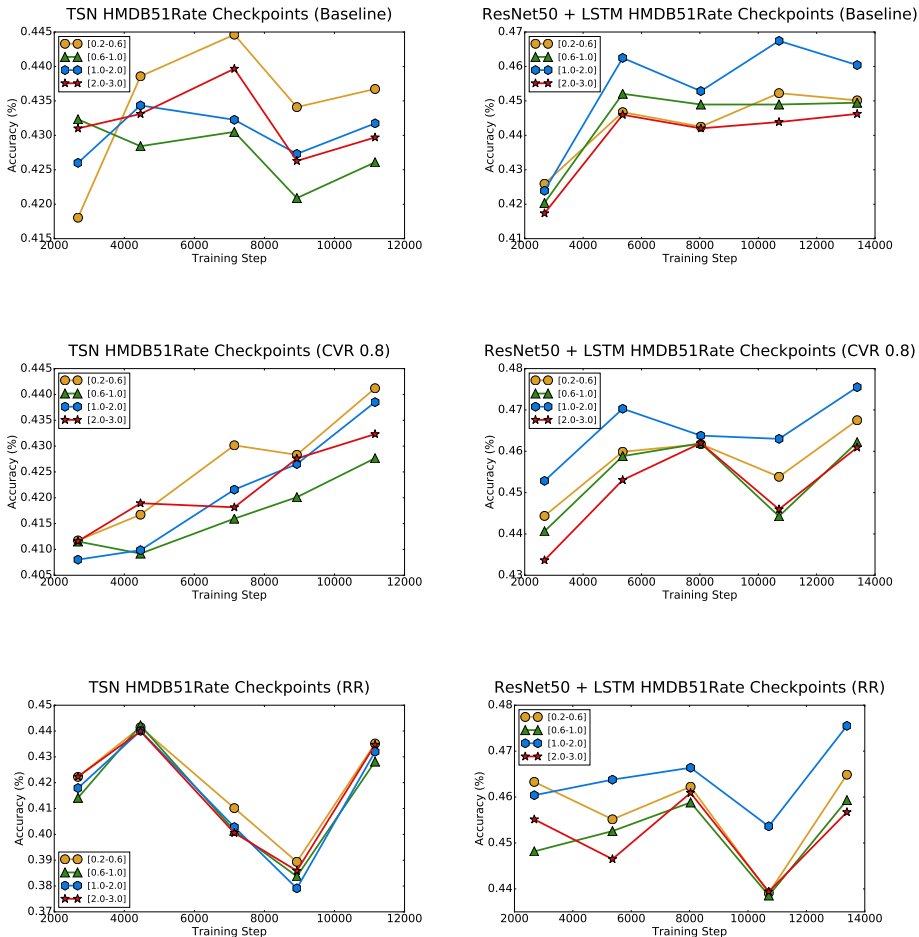 TSN HMDB51Rate Checkpoints (Baseline)
0.445
0.440
0.435
0.430
0.425
0.420
0.415
Accuracy (%)
[0.2-0.6]
[0.6-1.0]
[1.0-2.0]
[2.0-3.0]
2000 4000 6000 8000 10000 12000
Training Step
ResNet50 + LSTM HMDB51Rate Checkpoints (Baseline)
0.47
0.46
0.45
0.44
0.43
0.42
0.41
Accuracy (%)
[0.2-0.6]
[0.6-1.0]
[1.0-2.0]
[2.0-3.0]
2000 4000 6000 8000 10000 12000 14000
Training Step
TSN HMDB51Rate Checkpoints (CVR 0.8)
0.445
0.440
0.435
0.430
0.425
0.420
0.415
0.410
0.405
Accuracy (%)
[0.2-0.6]
[0.6-1.0]
[1.0-2.0]
[2.0-3.0]
2000 4000 6000 8000 10000 12000
Training Step
ResNet50 + LSTM HMDB51Rate Checkpoints (CVR 0.8)
0.48
0.47
0.46
0.45
0.44
0.43
Accuracy (%)
[0.2-0.6]
[0.6-1.0]
[1.0-2.0]
[2.0-3.0]
2000 4000 6000 8000 10000 12000 14000
Training Step
TSN HMDB51Rate Checkpoints (RR)
0.45
0.44
0.43
0.42
0.41
0.40
0.39
0.38
0.37
Accuracy (%)
[0.2-0.6]
[0.6-1.0]
[1.0-2.0]
[2.0-3.0]
2000 4000 6000 8000 10000 12000
Training Step
ResNet50 + LSTM HMDB51Rate Checkpoints (RR)
0.48
0.47
0.46
0.45
0.44
Accuracy (%)
[0.2-0.6]
[0.6-1.0]
[1.0-2.0]
[2.0-3.0]
2000 4000 6000 8000 10000 12000 14000
Training Step